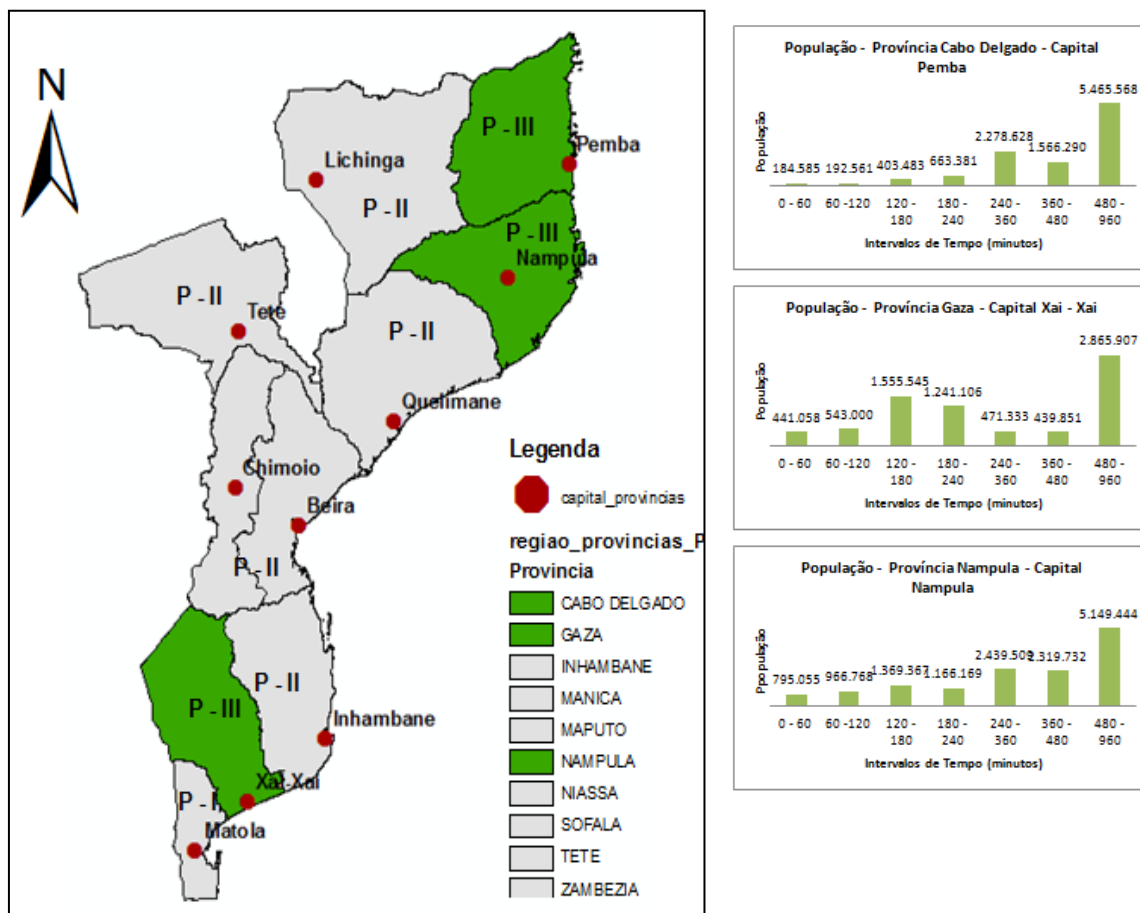 N
P - III
Pemba
Lichinga
P - II
P - III
Nampula
P - II
Tete
P - II
Quelimane
Chimoio
Beira
P - II
P - II
P - III
Inhambane
Xai-Xai
P - I
Matola
Legenda
capital_provincias
regiao_provincias_P
Provincia
CABO DELGADO
GAZA
INHAMBANE
MANICA
MAPUTO
NAMPULA
NIASSA
SOFALA
TETE
ZAMBEZIA
População - Província Cabo Delgado - Capital
Pemba
População
184.585 192.561 403.483 663.381 2.278.628 1.566.290 5.465.568
0 - 60 60 -120 120 - 180 - 240 - 360 - 480 -
180 240 360 480 960
Intervalos de Tempo (minutos)
População - Província Gaza - Capital Xai - Xai
População
441.058 543.000 1.555.545 1.241.106 471.333 439.851 2.865.907
0 - 60 60 -120 120 - 180 - 240 - 360 - 480 -
180 240 360 480 960
Intervalos de Tempo (minutos)
População - Província Nampula - Capital
Nampula
Ppopulação
795.055 966.768 1.369.367 1.166.169 2.439.509 2.319.732 5.149.444
0 - 60 60 -120 120 - 180 - 240 - 360 - 480 -
180 240 360 480 960
Intervalos de Tempo (minutos)